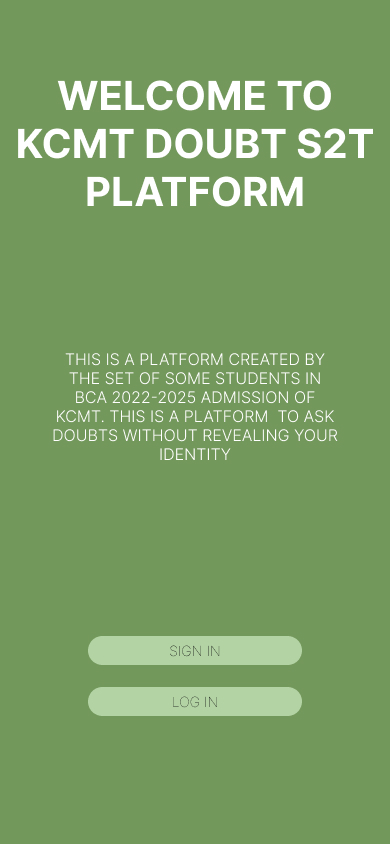 WELCOME TO
KCMT DOUBT S2T
PLATFORM
THIS IS A PLATFORM CREATED BY
THE SET OF SOME STUDENTS IN
BCA 2022-2025 ADMISSION OF
KCMT. THIS IS A PLATFORM  TO ASK
DOUBTS WITHOUT REVEALING YOUR
IDENTITY
SIGN IN
LOG IN